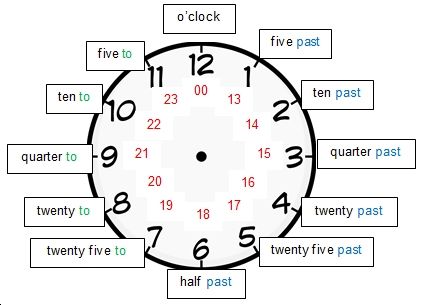 o'clock
five to
five past
11
12
1
23
00
13
ten to
ten past
10
2
22
14
quarter to
quarter past
9
3
21
15
20
16
twenty to
twenty past
8
4
19
18
17
twenty five to
twenty five past
7
6
5
half past